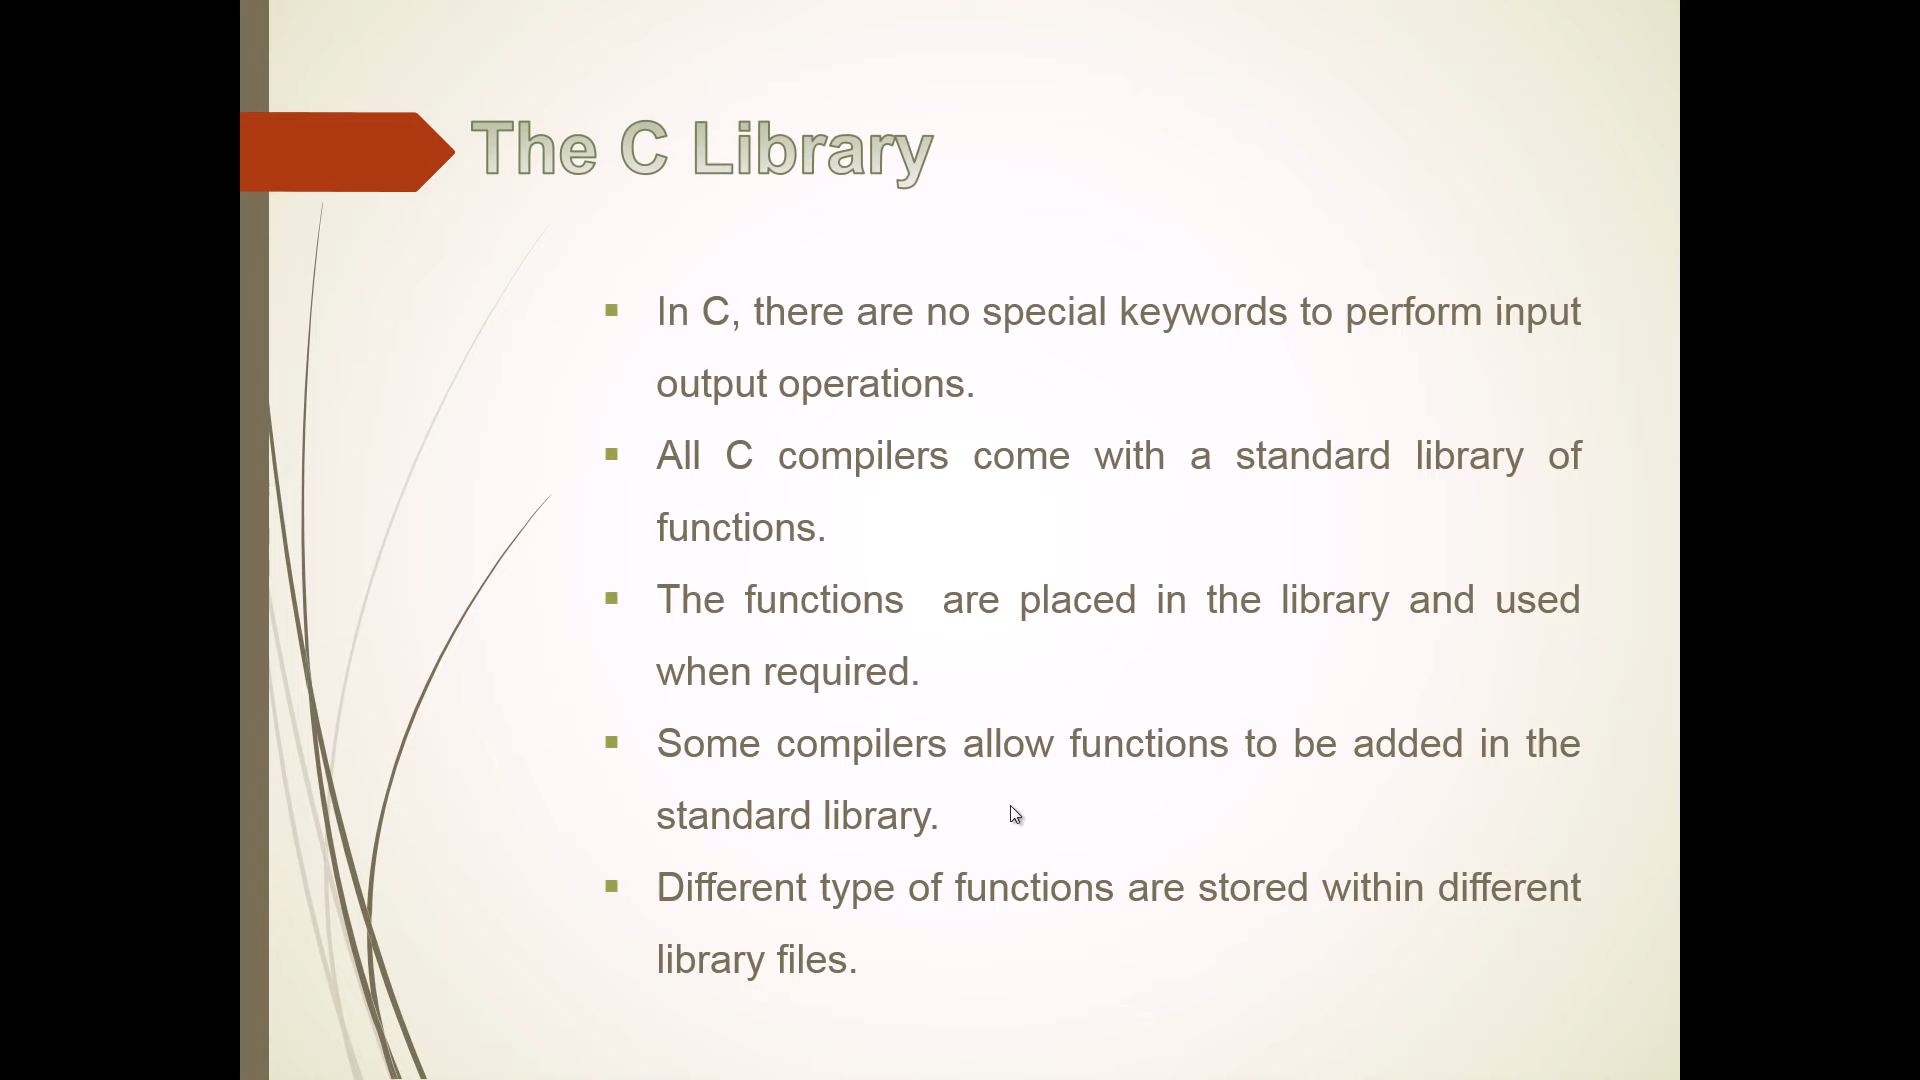 The C Library
In C, there are no special keywords to perform input
output operations.
All C compilers come with a standard library of
functions.
The functions are placed in the library and used
when required.
Some compilers allow functions to be added in the
standard library.
Different type of functions are stored within different
library files.